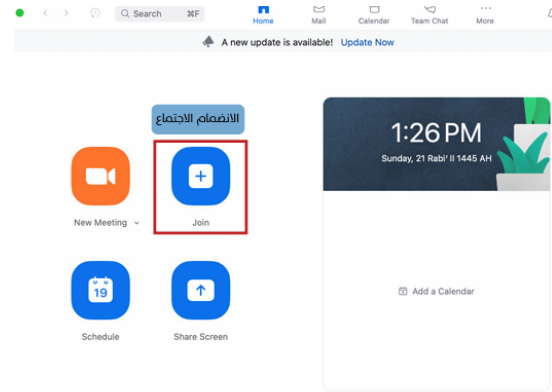 Search ⌘F
Home
Mail
Calendar
Team Chat
More
A new update is available! Update Now
الانضمام الاجتماع
1:26 PM
Sunday, 21 Rabi' II 1445 AH
New Meeting
Join
19
Add a Calendar
Schedule
Share Screen